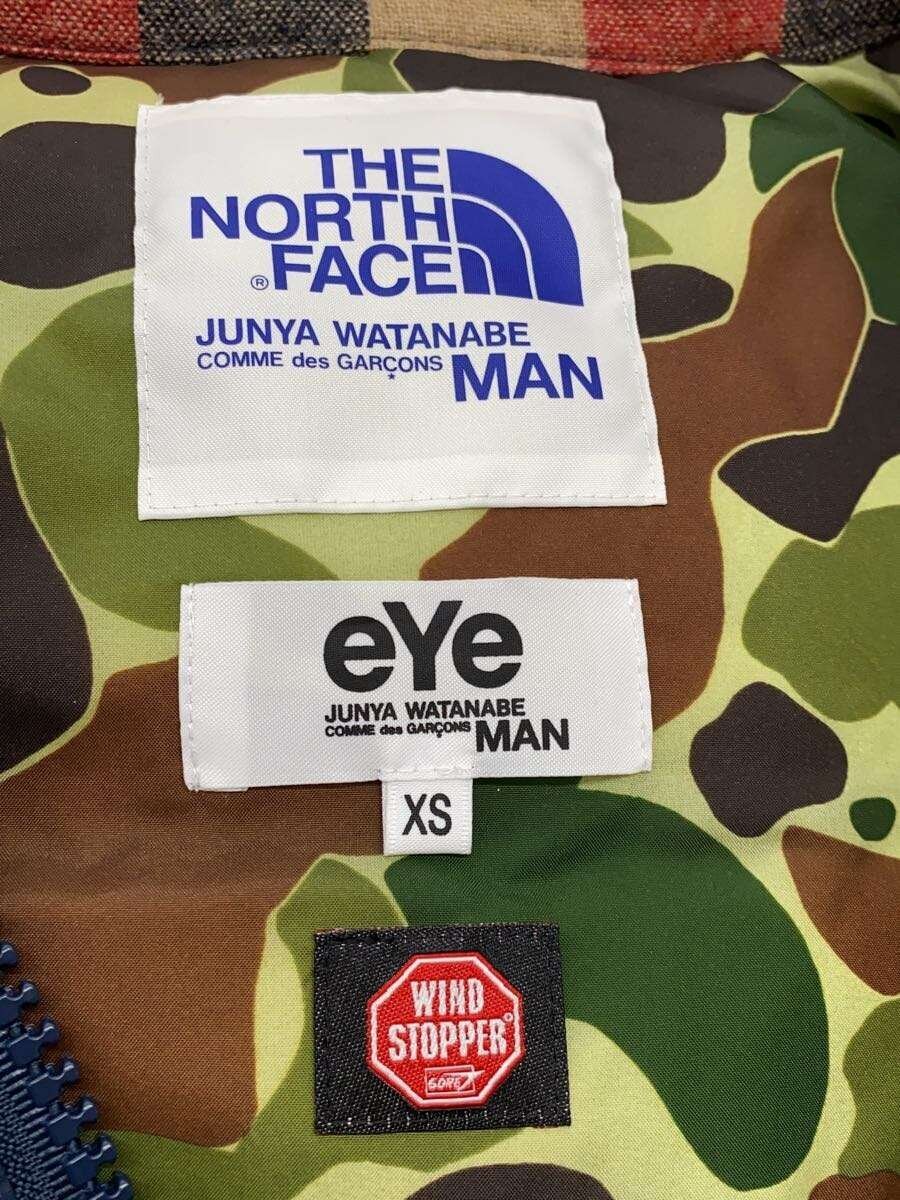 THE
NORTH
® FACE
JUNYA WATANABE
COMME des GARÇONS MAN
eYe
JUNYA WATANABE
COMME des GARÇONS MAN
XS
WIND
STOPPER®
GORE